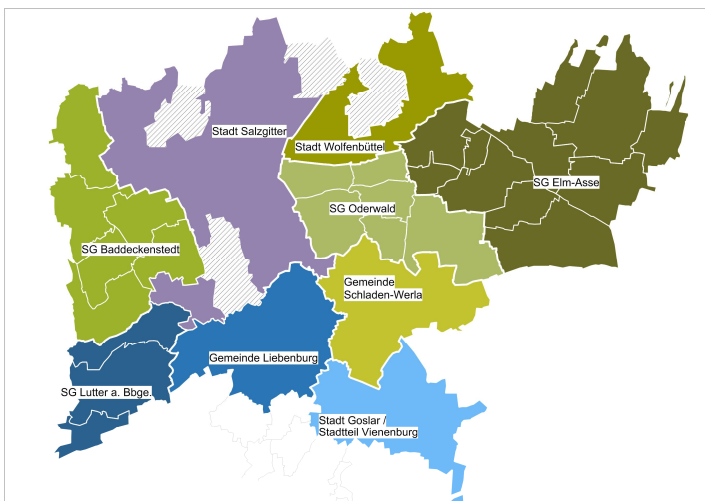 Stadt Salzgitter
Stadt Wolfenbüttel
SG Elm-Asse
SG Oderwald
SG Baddeckenstedt
Gemeinde
Schladen-Werla
Gemeinde Liebenburg
SG Lutter a. Bbge.
Stadt Goslar /
Stadtteil Vienenburg